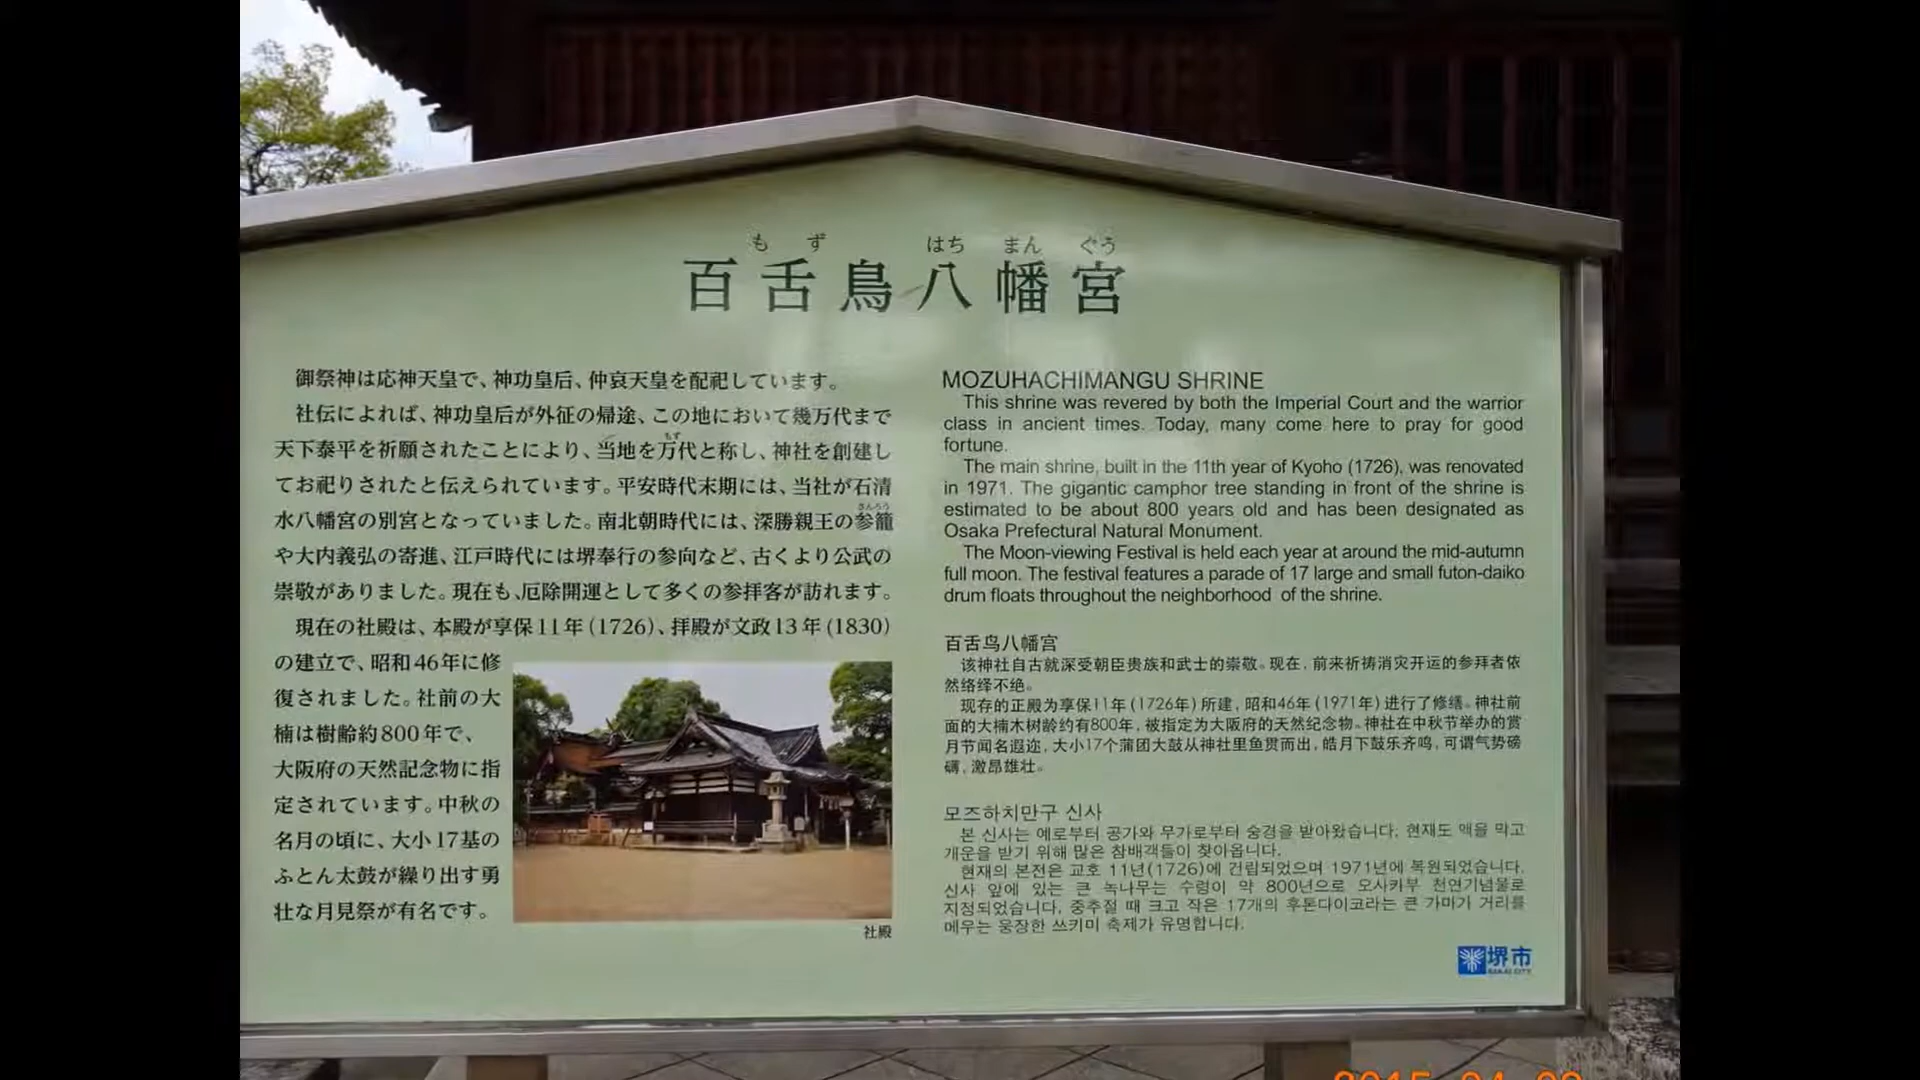 も ず はち まん ぐう
百舌鳥八幡宮
御祭神は応神天皇で、神功皇后、仲哀天皇を配祀しています。
社伝によれば、神功皇后が外征の帰途、この地において幾万代まで
もず
天下泰平を祈願されたことにより、当地を万代と称し、神社を創建し
てお祀りされたと伝えられています。平安時代末期には、当社が石清
さんろう
水八幡宮の別宮となっていました。南北朝時代には、深勝親王の参籠
や大内義弘の寄進、江戸時代には堺奉行の参向など、古くより公武の
崇敬がありました。現在も、厄除開運として多くの参拝客が訪れます。
現在の社殿は、本殿が享保11年(1726)、拝殿が文政13年(1830)
の建立で、昭和46年に修
復されました。社前の大
楠は樹齢約800年で、
大阪府の天然記念物に指
定されています。中秋の
名月の頃に、大小17基の
ふとん太鼓が繰り出す勇
壮な月見祭が有名です。
社殿
MOZUHACHIMANGU SHRINE
This shrine was revered by both the Imperial Court and the warrior
class in ancient times. Today, many come here to pray for good
fortune.
The main shrine, built in the 11th year of Kyoho (1726), was renovated
in 1971. The gigantic camphor tree standing in front of the shrine is
estimated to be about 800 years old and has been designated as
Osaka Prefectural Natural Monument.
The Moon-viewing Festival is held each year at around the mid-autumn
full moon. The festival features a parade of 17 large and small futon-daiko
drum floats throughout the neighborhood of the shrine.
百舌鸟八幡宫
该神社自古就深受朝臣贵族和武士的崇敬。现在，前来祈祷消灾开运的参拜者依
然络绎不绝。
现存的正殿为享保11年（1726年）所建，昭和46年（1971年）进行了修缮。神社前
面的大楠木树龄约有800年，被指定为大阪府的天然纪念物。神社在中秋节举办的赏
月节闻名遐迩，大小17个蒲团大鼓从神社里鱼贯而出，皓月下鼓乐齐鸣，可谓气势磅
礴，激昂雄壮。
모즈하치만구 신사
본 신사는 예로부터 공가와 무가로부터 숭경을 받아왔습니다. 현재도 액을 막고
개운을 받기 위해 많은 참배객들이 찾아옵니다.
현재의 본전은 교호 11년(1726)에 건립되었으며 1971년에 복원되었습니다.
신사 앞에 있는 큰 녹나무는 수령이 약 800년으로 오사카부 천연기념물로
지정되었습니다. 중추절 때 크고 작은 17개의 후톤다이코라는 큰 가마가 거리를
메우는 웅장한 쓰키미 축제가 유명합니다.
堺市
SAKAI CITY